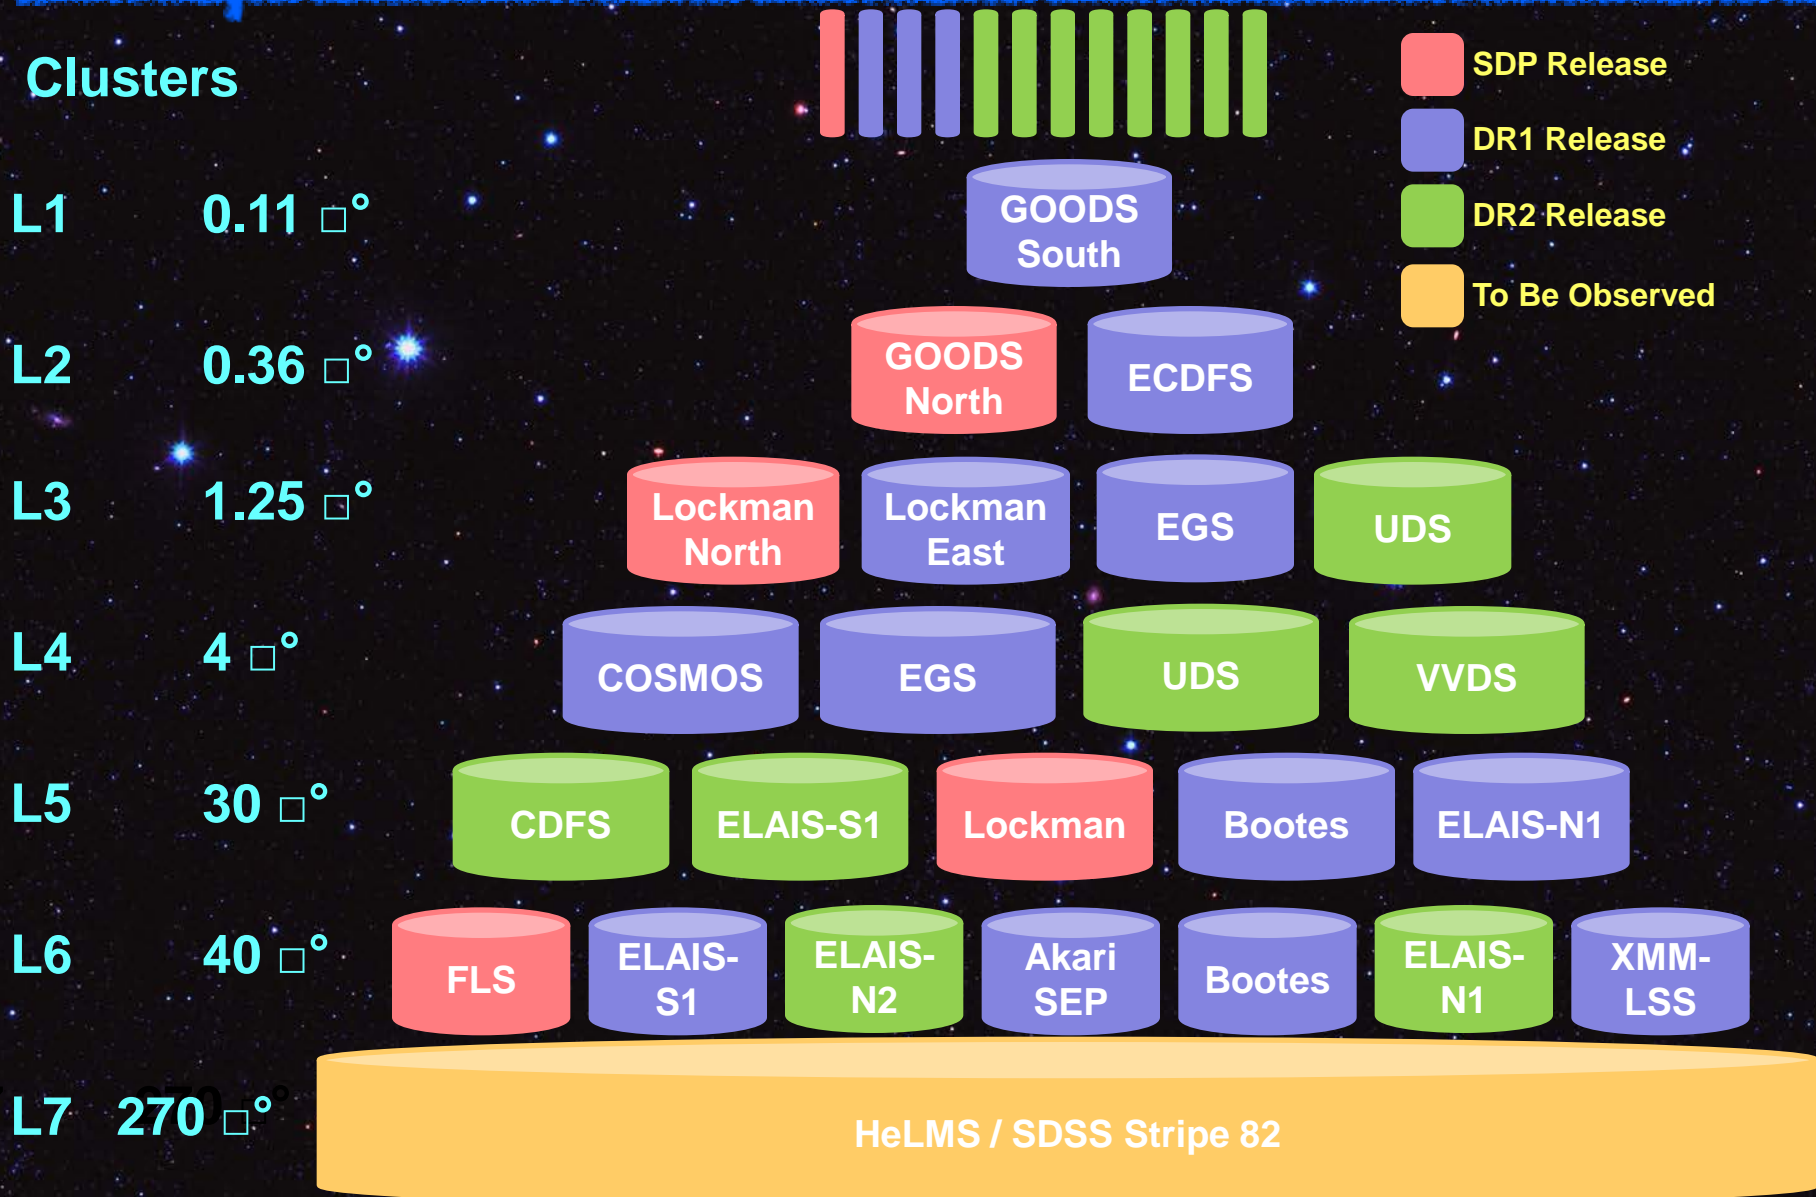 Clusters
SDP Release
DR1 Release
DR2 Release
To Be Observed
L1 0.11 □°
GOODS
South
L2 0.36 □°
GOODS
North
ECDFS
L3 1.25 □°
Lockman
North
Lockman
East
EGS
UDS
L4 4 □°
COSMOS
EGS
UDS
VVDS
L5 30 □°
CDFS
ELAIS-S1
Lockman
Bootes
ELAIS-N1
L6 40 □°
FLS
ELAIS-
S1
ELAIS-
N2
Akari
SEP
Bootes
ELAIS-
N1
XMM-
LSS
L7 270 □°
HeLMS / SDSS Stripe 82